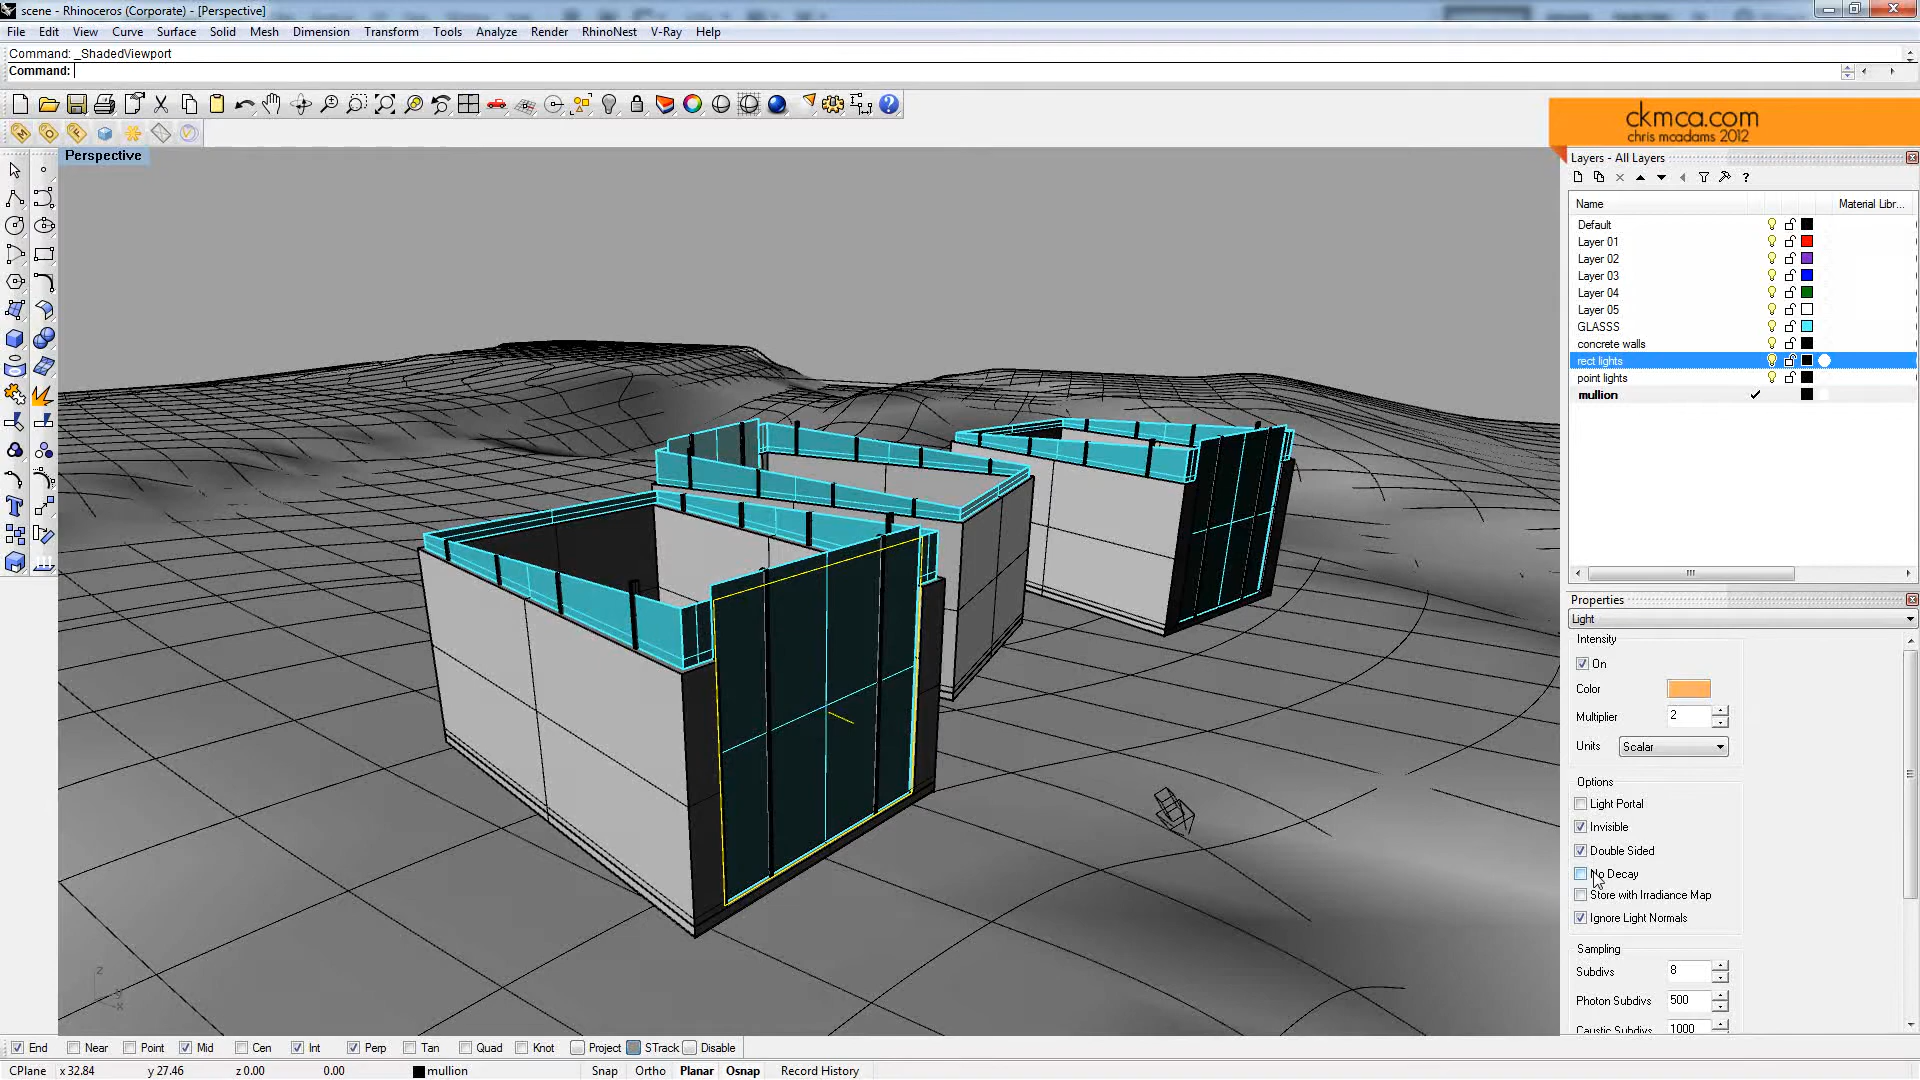 scene - Rhinoceros (Corporate) - [Perspective]
File Edit View Curve Surface Solid Mesh Dimension Transform Tools Analyze Render RhinoNest V-Ray Help
Command: _ShadedViewport
Command:
ckmca.com
chris mcadams 2012
Perspective
Layers - All Layers
Name Material Libr...
Default
Layer 01
Layer 02
Layer 03
Layer 04
Layer 05
GLASSS
concrete walls
rect lights
point lights
mullion
Properties
Light
Intensity
On
Color
Multiplier 2
Units Scalar
Options
Light Portal
Invisible
Double Sided
No Decay
Store with Irradiance Map
Ignore Light Normals
Sampling
Subdivs 8
Photon Subdivs 500
Caustic Subdivs 1000
z
y
x
End Near Point Mid Cen Int Perp Tan Quad Knot Project STrack Disable
CPlane x 32.84 y 27.46 z 0.00 0.00 mullion Snap Ortho Planar Osnap Record History